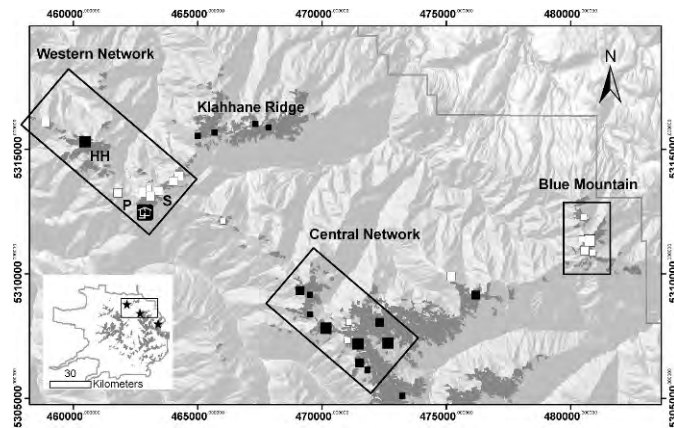 460000 465000 470000 475000 480000
Western Network
Klahhane Ridge
N
5315000 5315000
HH
P S
Blue Mountain
Central Network
5310000 5310000
30
Kilometers
5305000 5305000
460000 465000 470000 475000 480000